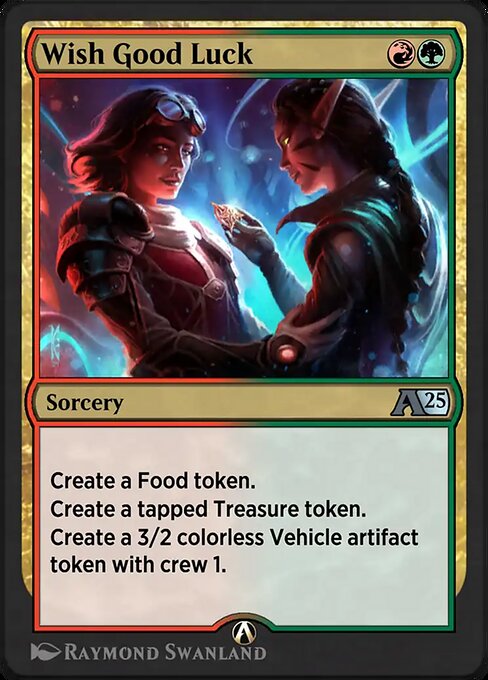 Wish Good Luck
Sorcery
A25
Create a Food token.
Create a tapped Treasure token.
Create a 3/2 colorless Vehicle artifact
token with crew 1.
Raymond Swanland